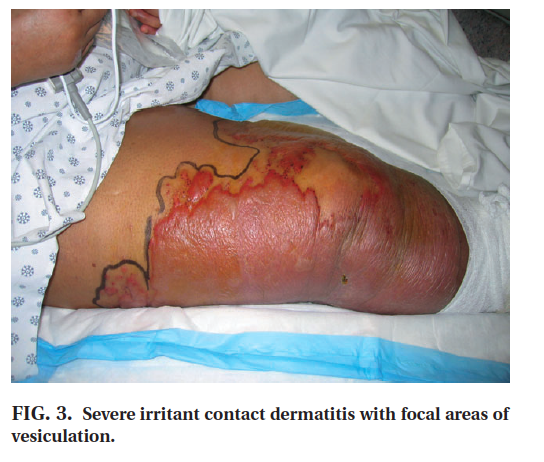 FIG. 3. Severe irritant contact dermatitis with focal areas of
vesiculation.